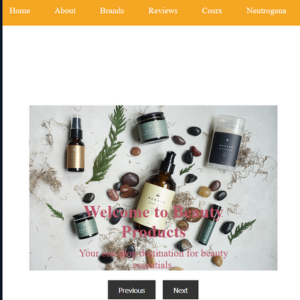 Home About Brands Reviews Cosrx Neutrogena
Welcome to Beauty
Products
Your one-stop destination for beauty
essentials
Previous Next